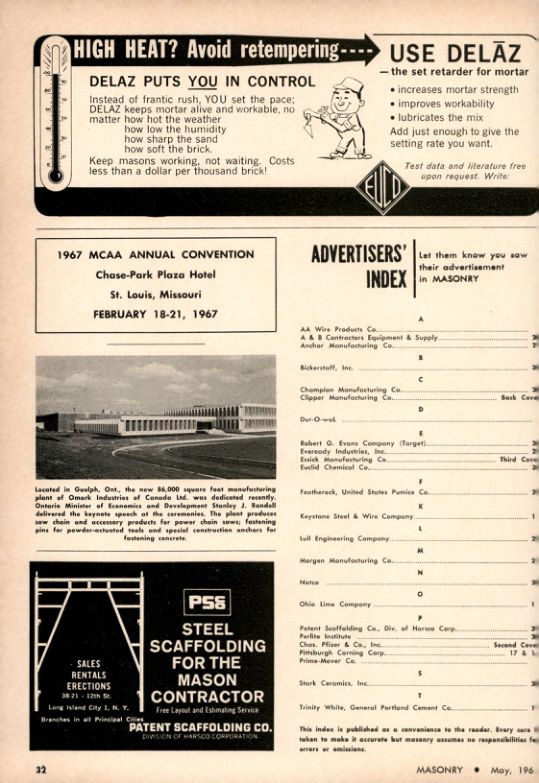 HIGH HEAT? Avoid retempering----
USE DELĀZ
— the set retarder for mortar
• increases mortar strength
• improves workability
• lubricates the mix
Add just enough to give the
setting rate you want.
Test data and literature free
upon request. Write:
DELAZ PUTS YOU IN CONTROL
Instead of frantic rush, YOU set the pace;
DELAZ keeps mortar alive and workable, no
matter how hot the weather
how low the humidity
how sharp the sand
how soft the brick.
Keep masons working, not waiting. Costs
less than a dollar per thousand brick!
EUCO
1967 MCAA ANNUAL CONVENTION
Chase-Park Plaza Hotel
St. Louis, Missouri
FEBRUARY 18-21, 1967
Located in Guelph, Ont., the new 86,000 square foot manufacturing
plant of Omark Industries of Canada Ltd. was dedicated recently.
Ontario Minister of Economics and Development Stanley J. Randall
delivered the keynote speech at the ceremonies. The plant produces
saw chain and accessory products for power chain saws; fastening
pins for powder-actuated tools and special construction anchors for
fastening concrete.
SALES
RENTALS
ERECTIONS
38-21 - 12th St.
Long Island City 1, N. Y.
Branches in all Principal Cities
STEEL
SCAFFOLDING
FOR THE
MASON
CONTRACTOR
Free Layout and Estimating Service
PATENT SCAFFOLDING CO.
DIVISION OF HARSCO CORPORATION
ADVERTISERS'
INDEX
Let them know you saw
their advertisement
in MASONRY
A
AA Wire Products Co.
A & B Contractors Equipment & Supply
Anchor Manufacturing Co.
B
Bickerstaff, Inc.
C
Champion Manufacturing Co.
Clipper Manufacturing Co. Back Cove
D
Dur-O-waL
E
Robert G. Evans Company (Target)
Eveready Industries, Inc.
Essick Manufacturing Co. Third Cove
Euclid Chemical Co.
F
Featherock, United States Pumice Co.
K
Keystone Steel & Wire Company 1
L
Lull Engineering Company
M
Morgen Manufacturing Co.
N
Natco
O
Ohio Lime Company 1
P
Patent Scaffolding Co., Div. of Harsco Corp.
Perlite Institute
Chas. Pfizer & Co., Inc. Second Cove
Pittsburgh Corning Corp. 17 & 1
Prime-Mover Co.
S
Stark Ceramics, Inc.
T
Trinity White, General Portland Cement Co. 1
This index is published as a convenience to the reader. Every care
taken to make it accurate but masonry assumes no responsibilities
errors or omissions.
32
MASONRY • May, 196